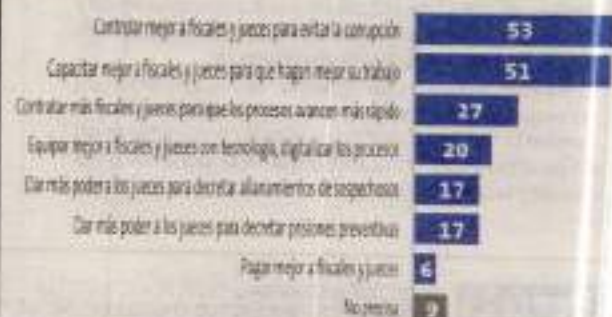 Controlar mejor a fiscales y jueces para evitar la corrupción 53
Capacitar mejor a fiscales y jueces para que hagan mejor su trabajo 51
Contratar más fiscales y jueces para que los procesos avancen más rápido 27
Equipar mejor a fiscales y jueces con tecnología, digitalizar los procesos 20
Dar más poder a los jueces para decretar allanamientos de sospechosos 17
Dar más poder a los jueces para decretar prisiones preventivas 17
Pagar mejor a fiscales y jueces 6
No precisa 9